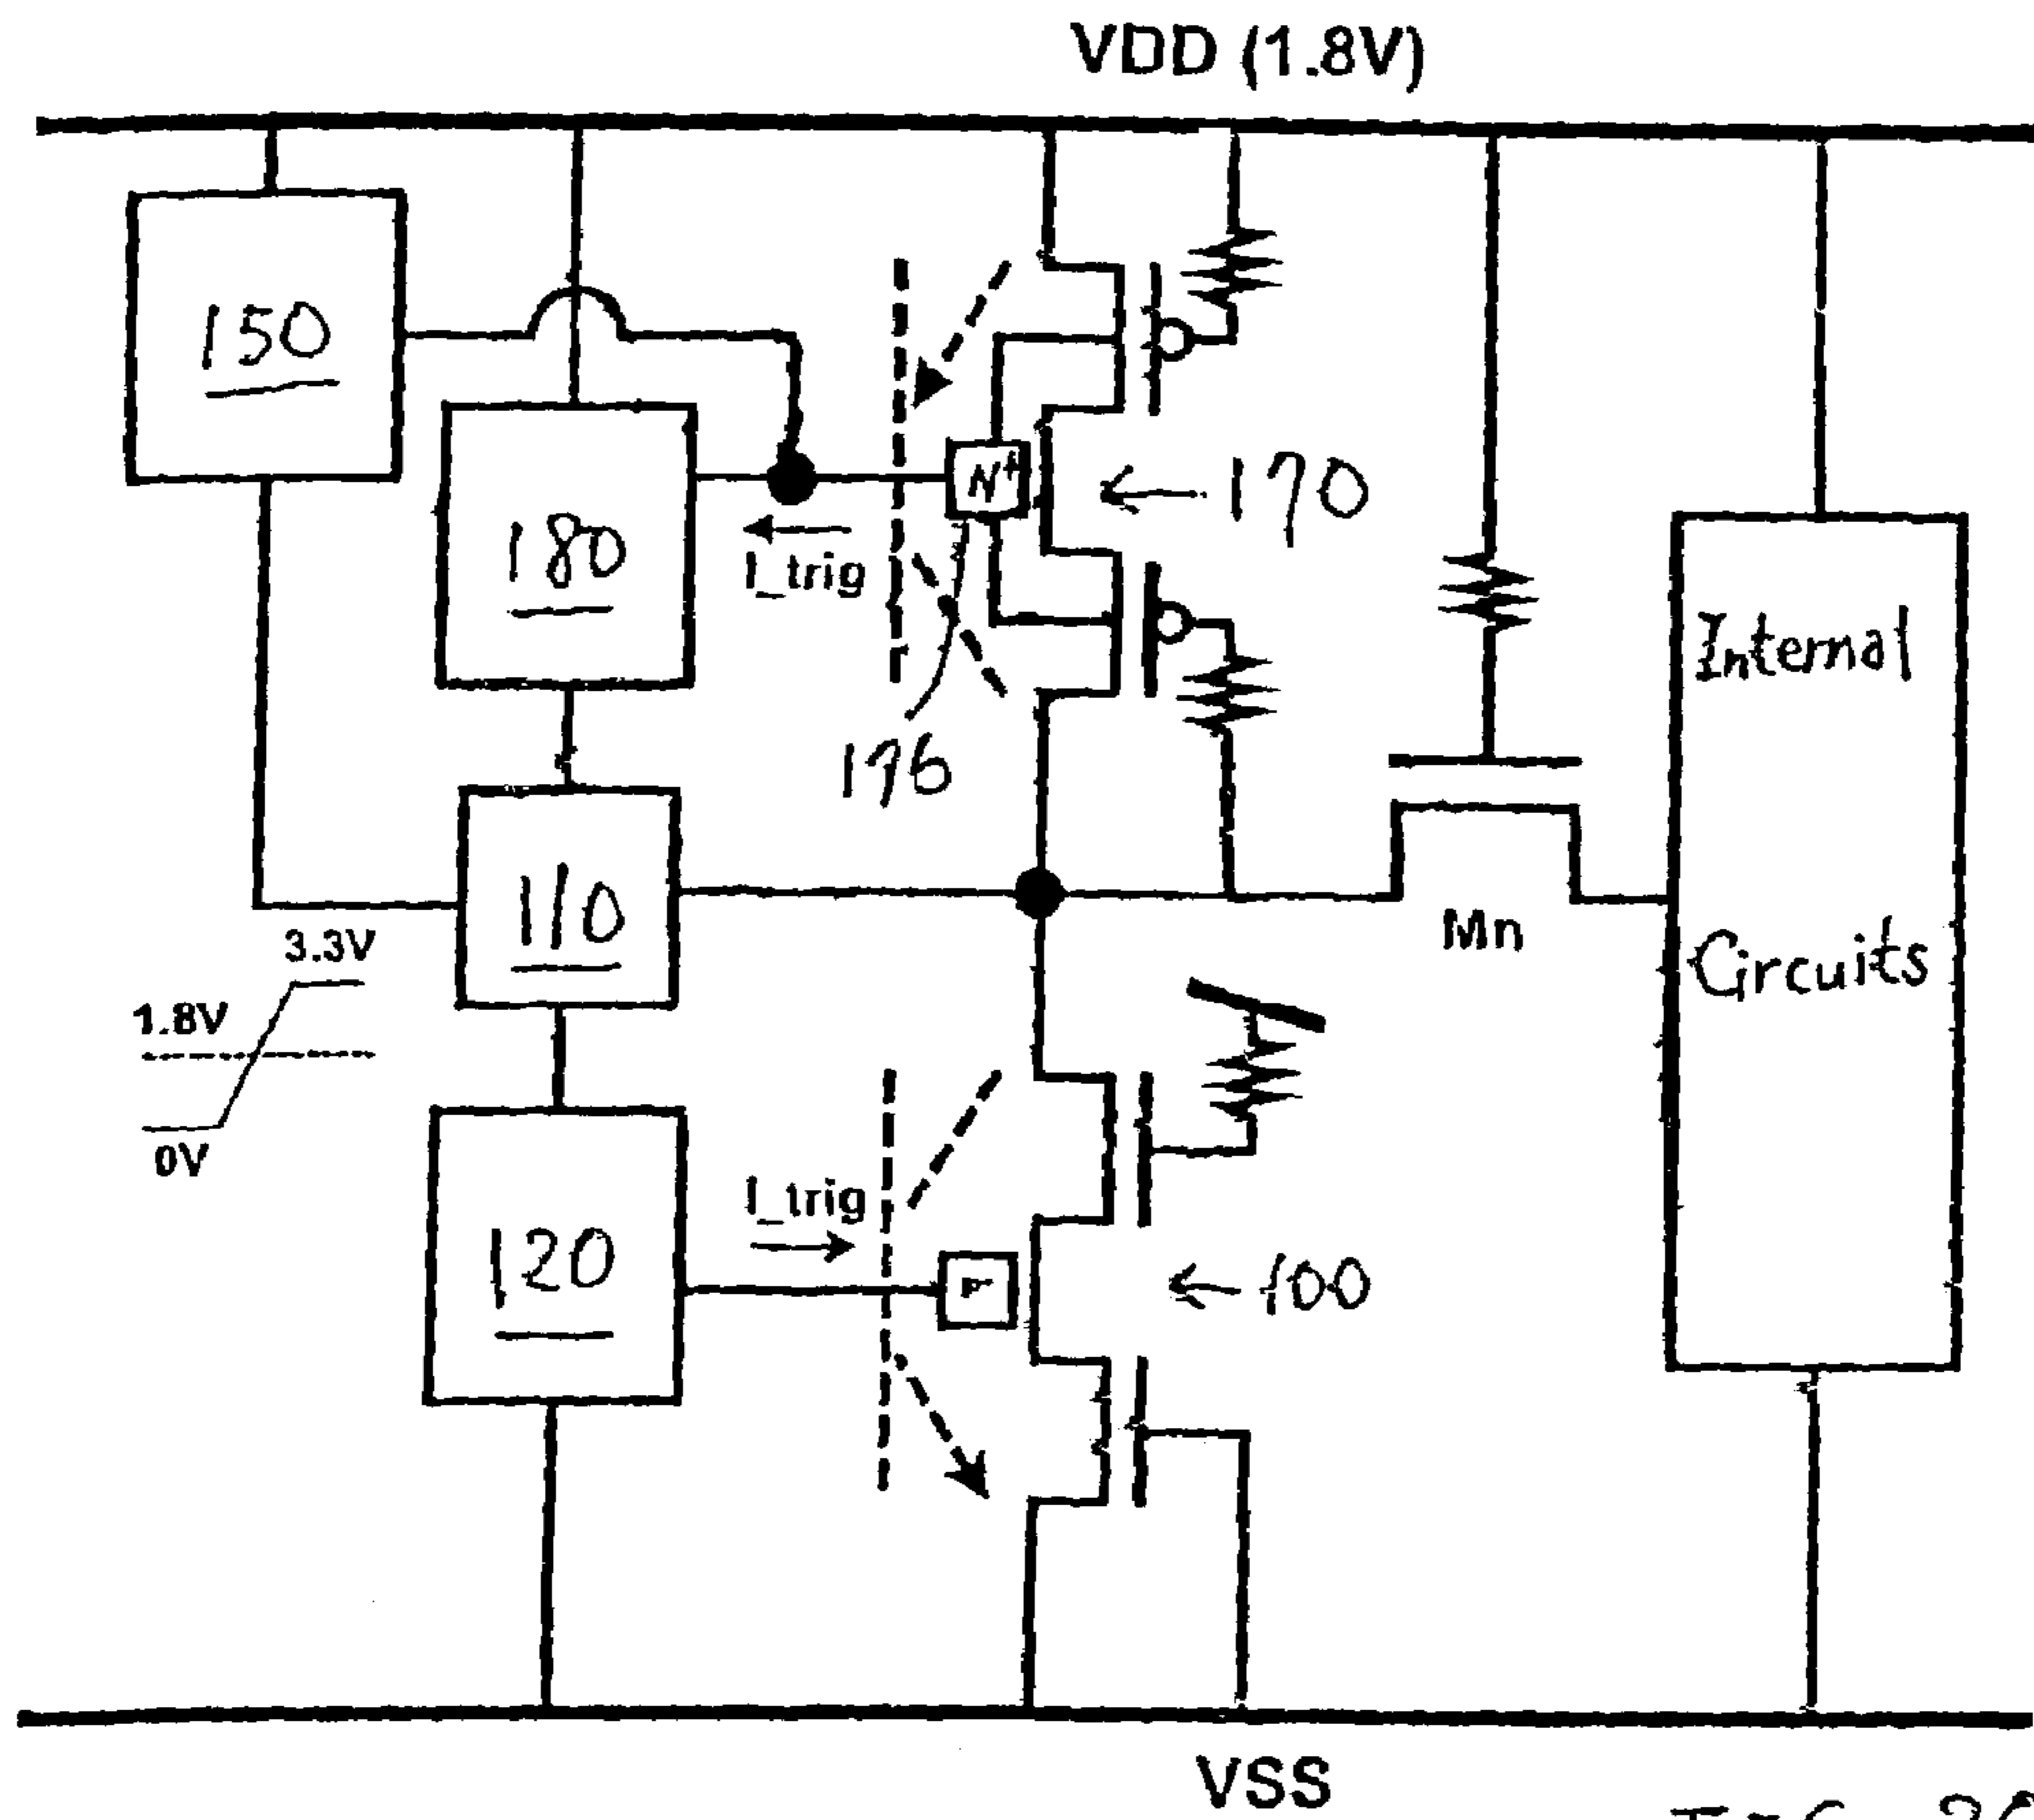 VDD (1.8V)
150
N+
170
180
I_trig
Internal
176
110
Mn
3.3V
Circuits
1.8V
0V
I_trig
120
100
VSS